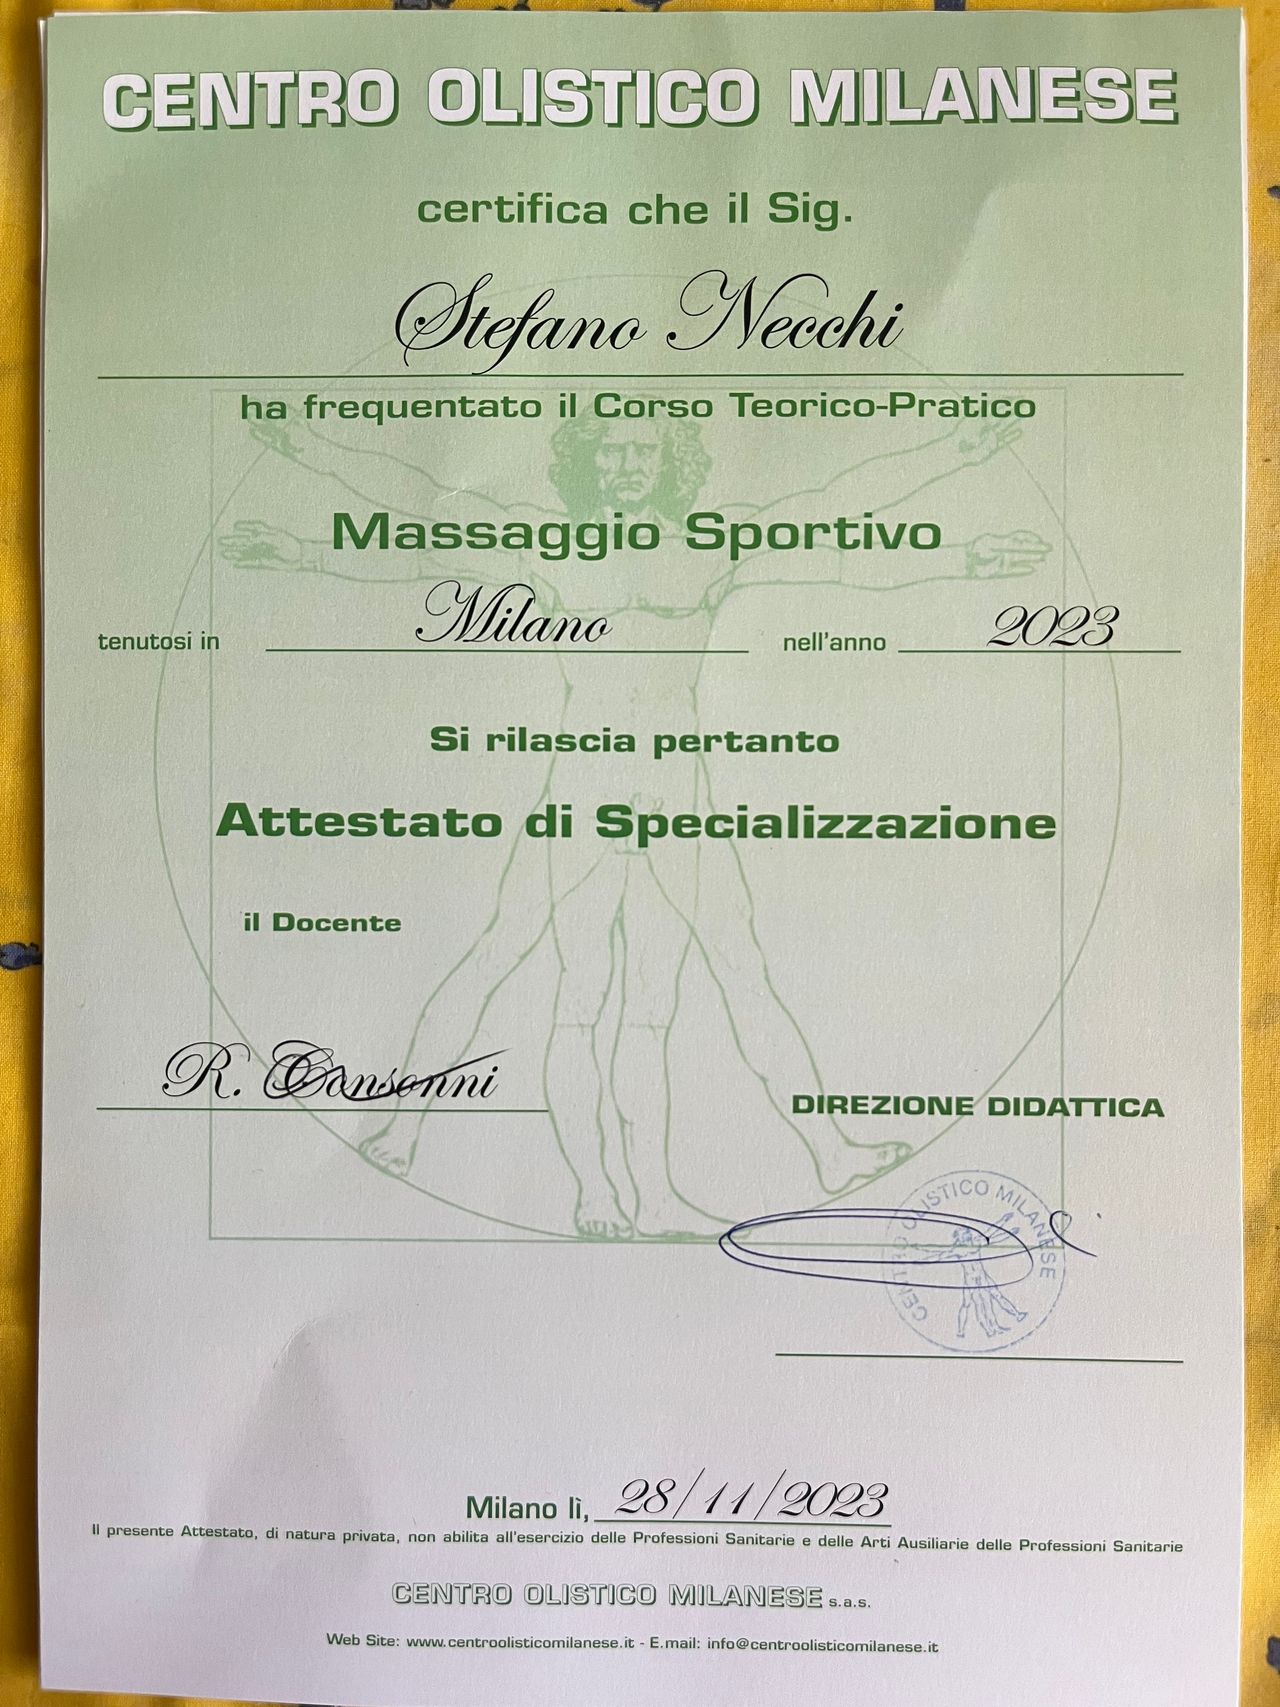 CENTRO OLISTICO MILANESE
certifica che il Sig.
Stefano Necchi
ha frequentato il Corso Teorico-Pratico
Massaggio Sportivo
tenutosi in Milano nell'anno 2023
Si rilascia pertanto
Attestato di Specializzazione
il Docente
R. Consonni
DIREZIONE DIDATTICA
CENTRO OLISTICO MILANESE
Milano lì, 28/11/2023
Il presente Attestato, di natura privata, non abilita all'esercizio delle Professioni Sanitarie e delle Arti Ausiliarie delle Professioni Sanitarie
CENTRO OLISTICO MILANESE s.a.s.
Web Site: www.centroolisticomilanese.it - E.mail: info@centroolisticomilanese.it